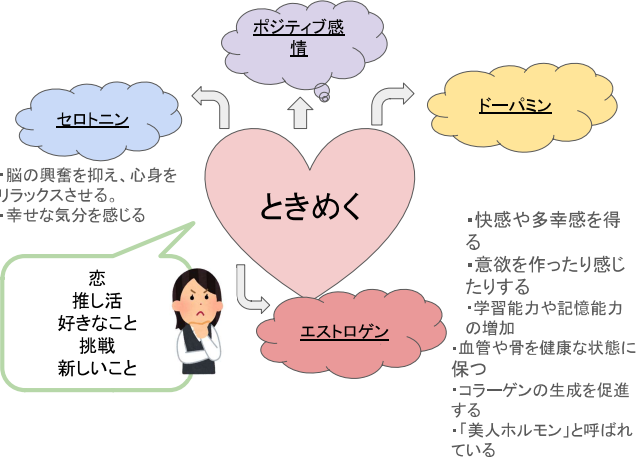 ポジティブ感
情
セロトニン
ドーパミン
・脳の興奮を抑え、心身を
リラックスさせる。
・幸せな気分を感じる
ときめく
・快感や多幸感を得
る
・意欲を作ったり感じ
たりする
・学習能力や記憶能力
の増加
恋
推し活
好きなこと
挑戦
新しいこと
エストロゲン
・血管や骨を健康な状態に
保つ
・コラーゲンの生成を促進
する
・「美人ホルモン」と呼ばれ
ている